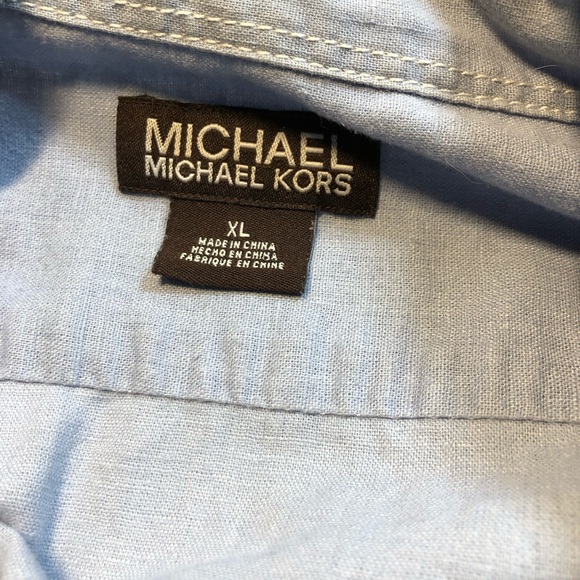 MICHAEL
MICHAEL KORS
XL
MADE IN CHINA
HECHO EN CHINA
FABRIQUE EN CHINE